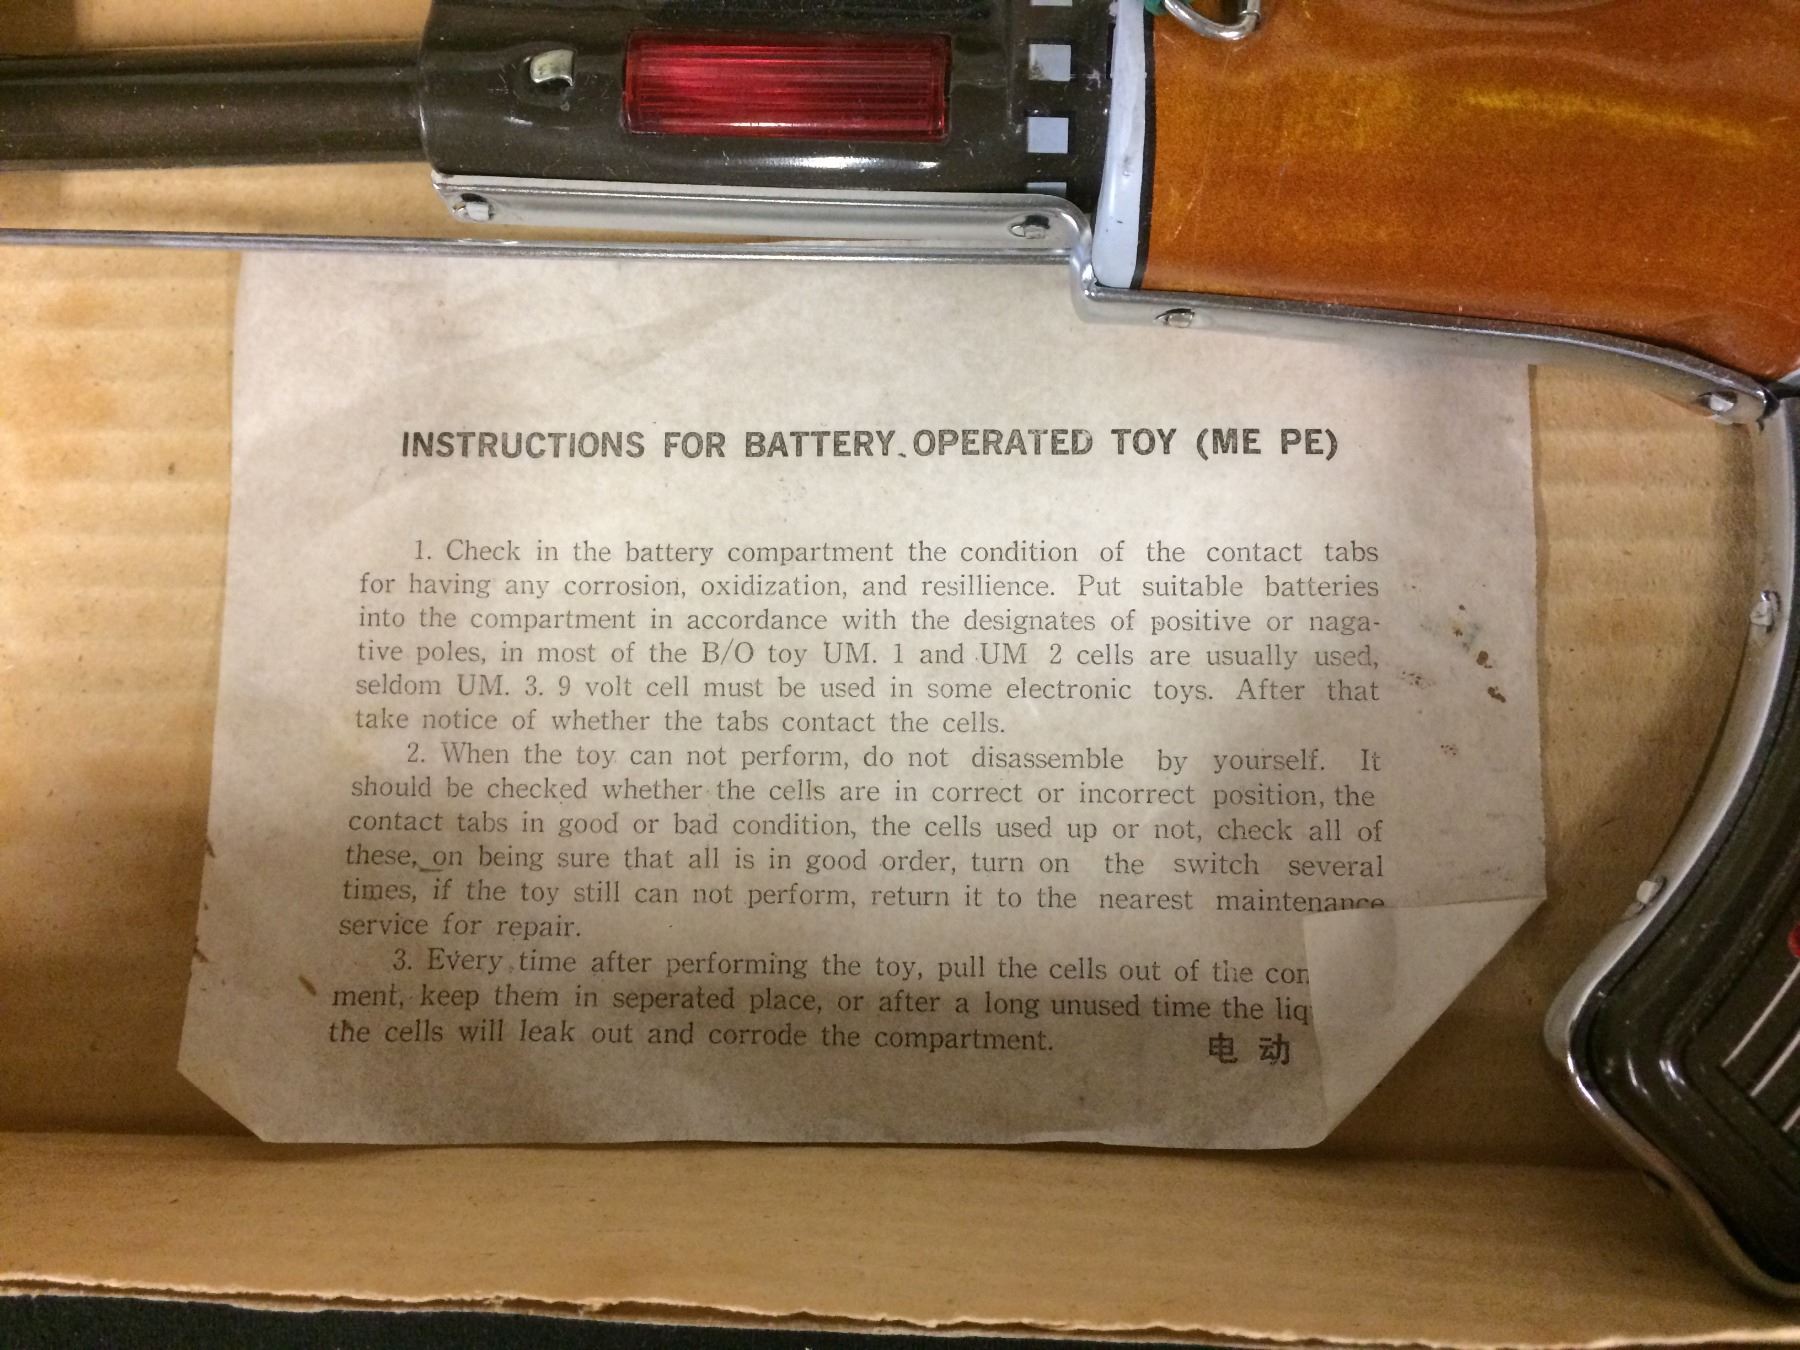 INSTRUCTIONS FOR BATTERY OPERATED TOY (ME PE)
1. Check in the battery compartment the condition of the contact tabs
for having any corrosion, oxidization, and resillience. Put suitable batteries
into the compartment in accordance with the designates of positive or naga-
tive poles, in most of the B/O toy UM. 1 and UM 2 cells are usually used,
seldom UM. 3. 9 volt cell must be used in some electronic toys. After that
take notice of whether the tabs contact the cells.
2. When the toy can not perform, do not disassemble by yourself. It
should be checked whether the cells are in correct or incorrect position, the
contact tabs in good or bad condition, the cells used up or not, check all of
these, on being sure that all is in good order, turn on the switch several
times, if the toy still can not perform, return it to the nearest maintenance
service for repair.
3. Every time after performing the toy, pull the cells out of the
ment, keep them in seperated place, or after a long unused time the
the cells will leak out and corrode the compartment.
电动